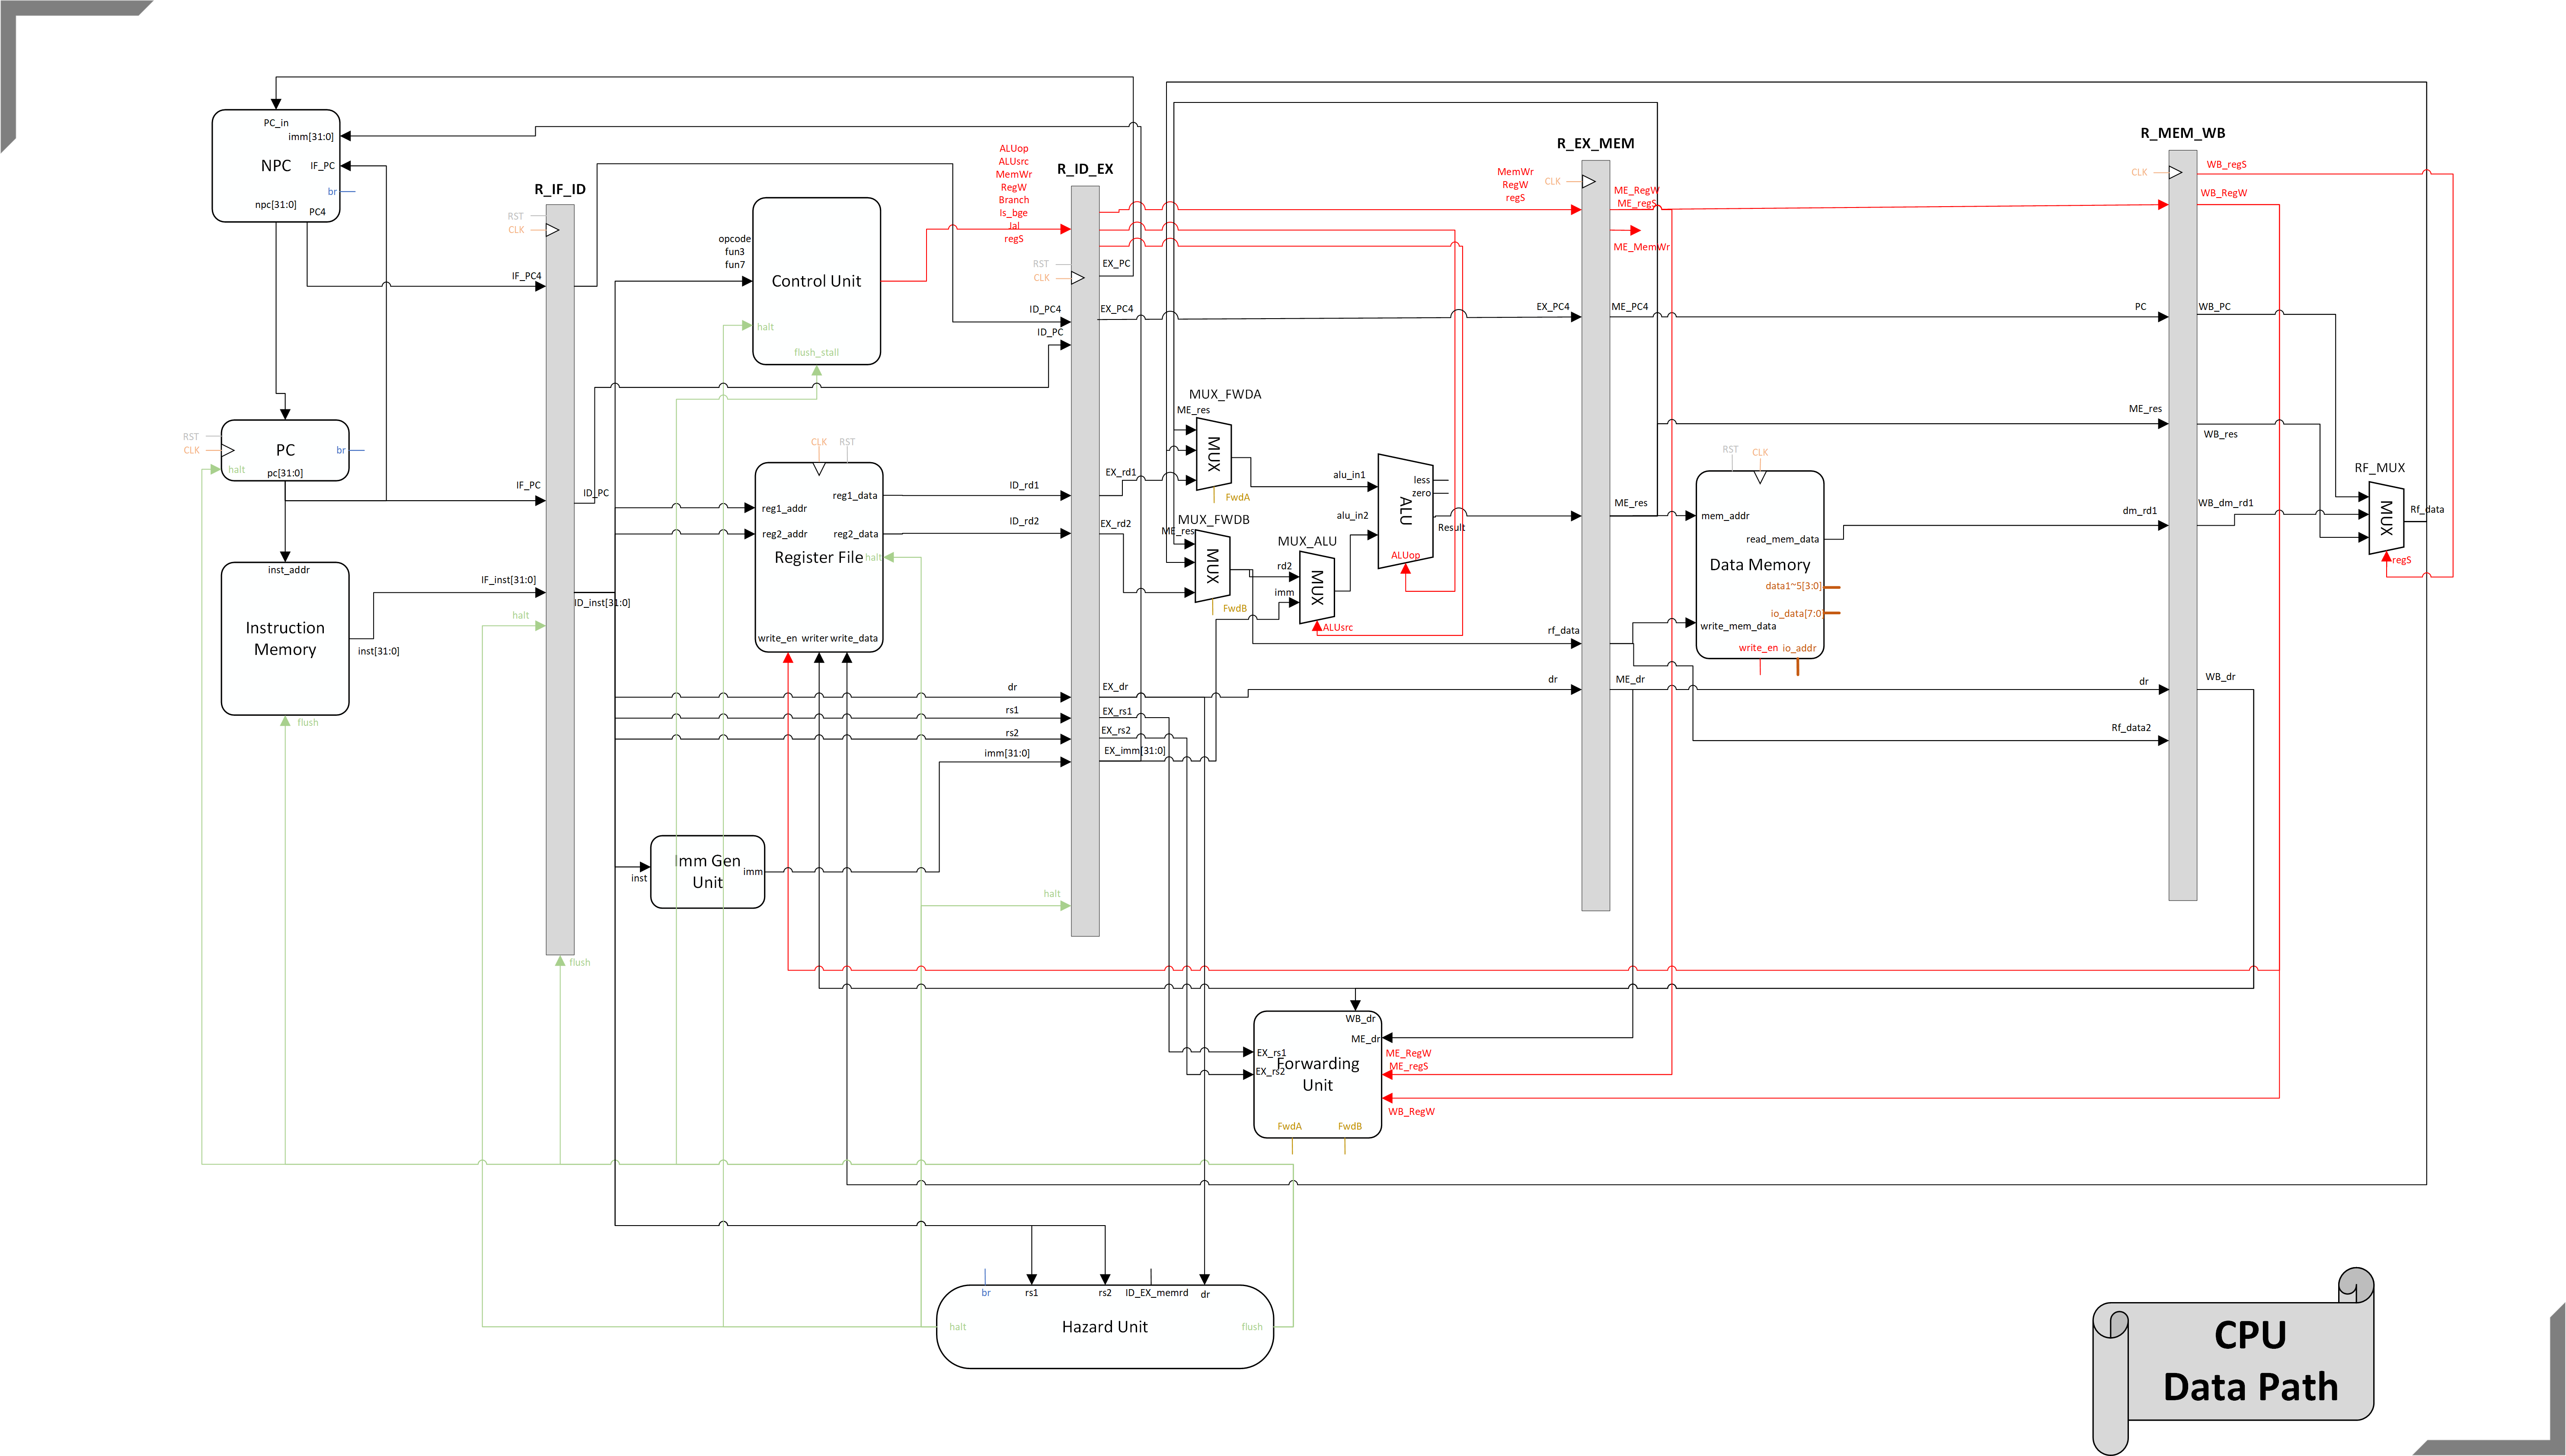 PC_in
imm[31:0]
NPC
IF_PC
br
npc[31:0]
PC4
RST
CLK
PC
br
halt
pc[31:0]
inst_addr
Instruction
Memory
inst[31:0]
flush
R_IF_ID
RST
CLK
IF_PC4
IF_PC
ID_PC
IF_inst[31:0]
ID_inst[31:0]
halt
flush
opcode
fun3
fun7
Control Unit
halt
flush_stall
CLK
RST
reg1_data
reg1_addr
reg2_addr
reg2_data
Register File
halt
write_en
writer
write_data
Imm Gen
Unit
inst
imm
ALUop
ALUsrc
MemWr
RegW
Branch
Is_bge
Jal
regS
R_ID_EX
RST
CLK
EX_PC
ID_PC4
EX_PC4
ID_PC
ID_rd1
EX_rd1
ID_rd2
EX_rd2
dr
EX_dr
rs1
EX_rs1
rs2
EX_rs2
imm[31:0]
EX_imm[31:0]
halt
MUX_FWDA
ME_res
MUX
FwdA
MUX_FWDB
ME_res
MUX
FwdB
MUX_ALU
rd2
imm
MUX
ALUsrc
alu_in1
alu_in2
less
zero
ALU
Result
ALUop
R_EX_MEM
MemWr
RegW
regS
CLK
ME_RegW
ME_regS
ME_MemWr
EX_PC4
ME_PC4
ME_res
rf_data
dr
ME_dr
RST
CLK
mem_addr
read_mem_data
Data Memory
data1~5[3:0]
io_data[7:0]
write_mem_data
write_en
io_addr
R_MEM_WB
CLK
WB_regS
WB_RegW
PC
WB_PC
ME_res
WB_res
dm_rd1
WB_dm_rd1
dr
WB_dr
Rf_data2
RF_MUX
MUX
Rf_data
regS
WB_dr
ME_dr
EX_rs1
EX_rs2
Forwarding
Unit
ME_RegW
ME_regS
WB_RegW
FwdA
FwdB
br
rs1
rs2
ID_EX_memrd
dr
halt
Hazard Unit
flush
CPU
Data Path